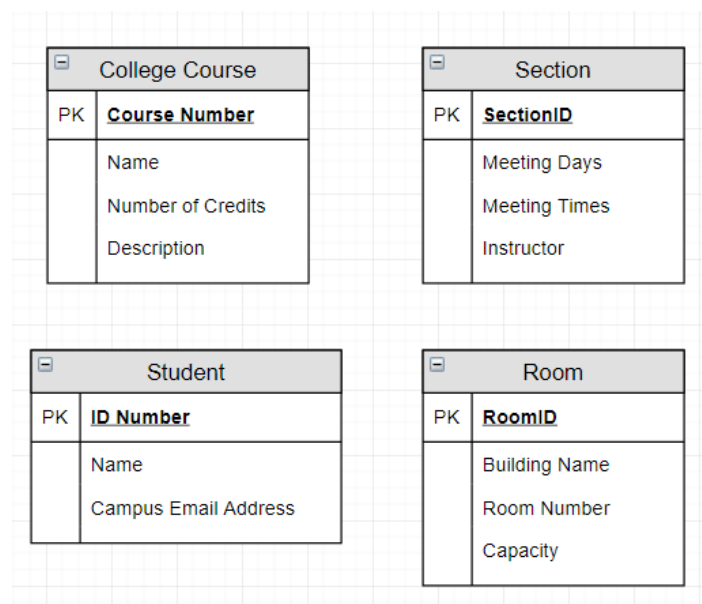 College Course
PK Course Number
Name
Number of Credits
Description
Section
PK SectionID
Meeting Days
Meeting Times
Instructor
Student
PK ID Number
Name
Campus Email Address
Room
PK RoomID
Building Name
Room Number
Capacity